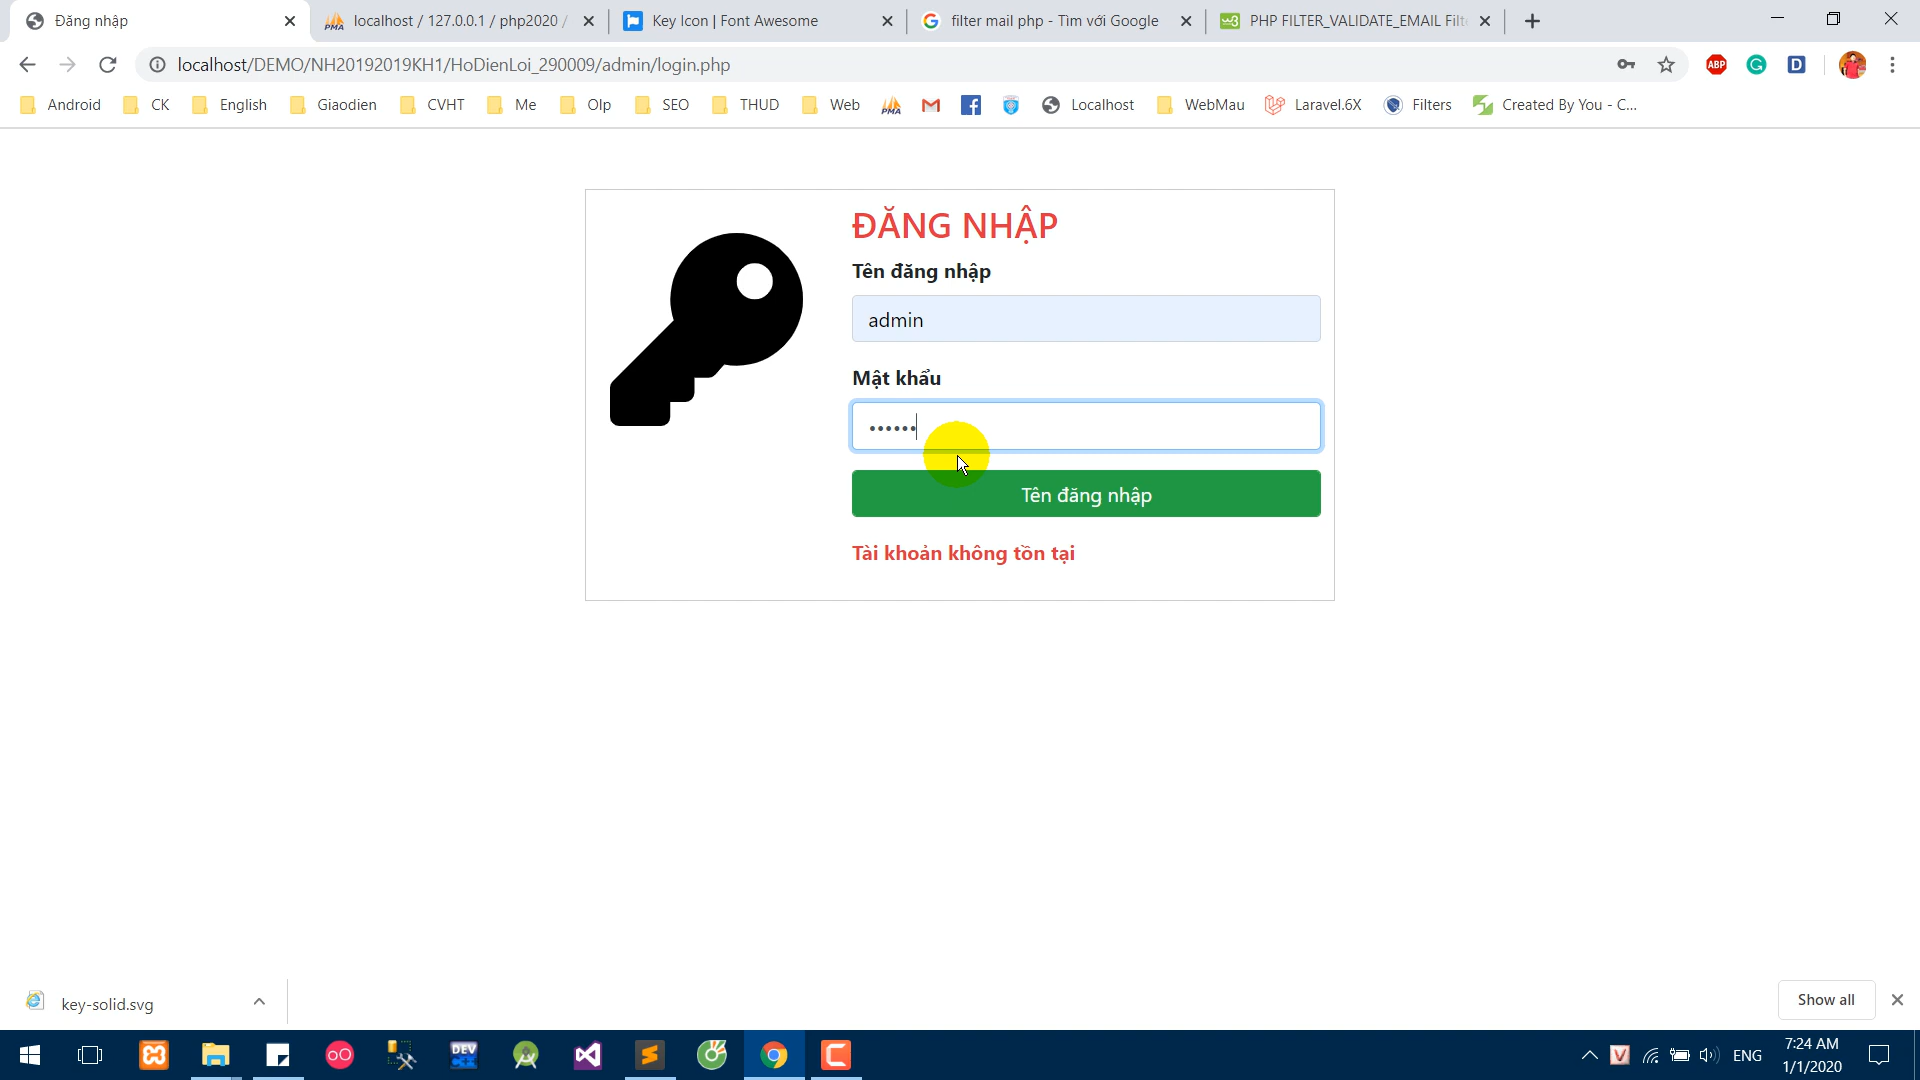 Đăng nhập
localhost / 127.0.0.1 / php2020 /
Key Icon | Font Awesome
filter mail php - Tìm với Google
PHP FILTER_VALIDATE_EMAIL Filt
localhost/DEMO/NH20192019KH1/HoDienLoi_290009/admin/login.php
ABP
G
D
Android
CK
English
Giaodien
CVHT
Me
Olp
SEO
THUD
Web
PMA
Localhost
WebMau
Laravel.6X
Filters
Created By You - C...
ĐĂNG NHẬP
Tên đăng nhập
admin
Mật khẩu
••••••
Tên đăng nhập
Tài khoản không tồn tại
key-solid.svg
Show all
DEV
ENG
7:24 AM
1/1/2020